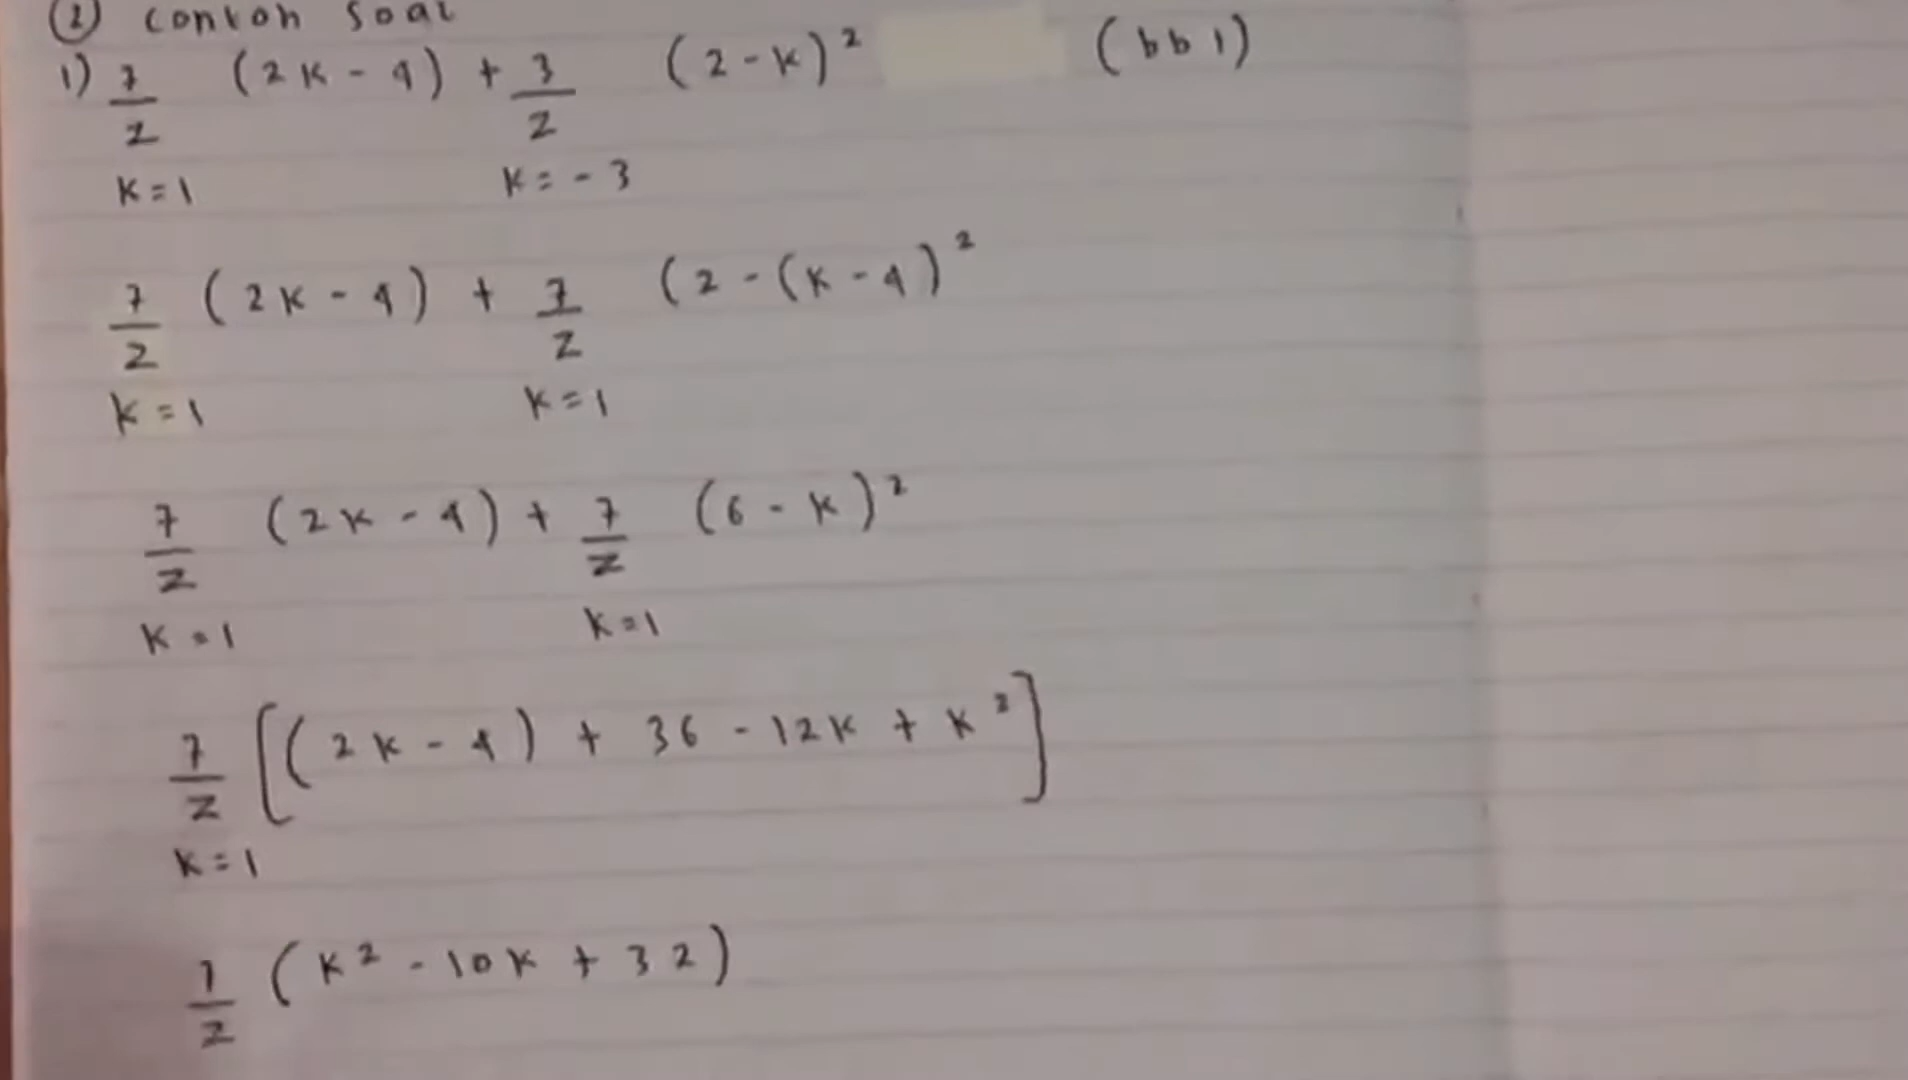 ② contoh soal
1) 7 (2k - 4) + 3 (2 - k)² (bb 1)
2 2
k = 1 k = - 3
7 (2k - 4) + 7 (2 - (k - 4)²
2 2
k = 1 k = 1
7 (2k - 4) + 7 (6 - k)²
2 2
k = 1 k = 1
7 [(2k - 4) + 36 - 12k + k²]
2
k = 1
7 (k² - 10k + 32)
2